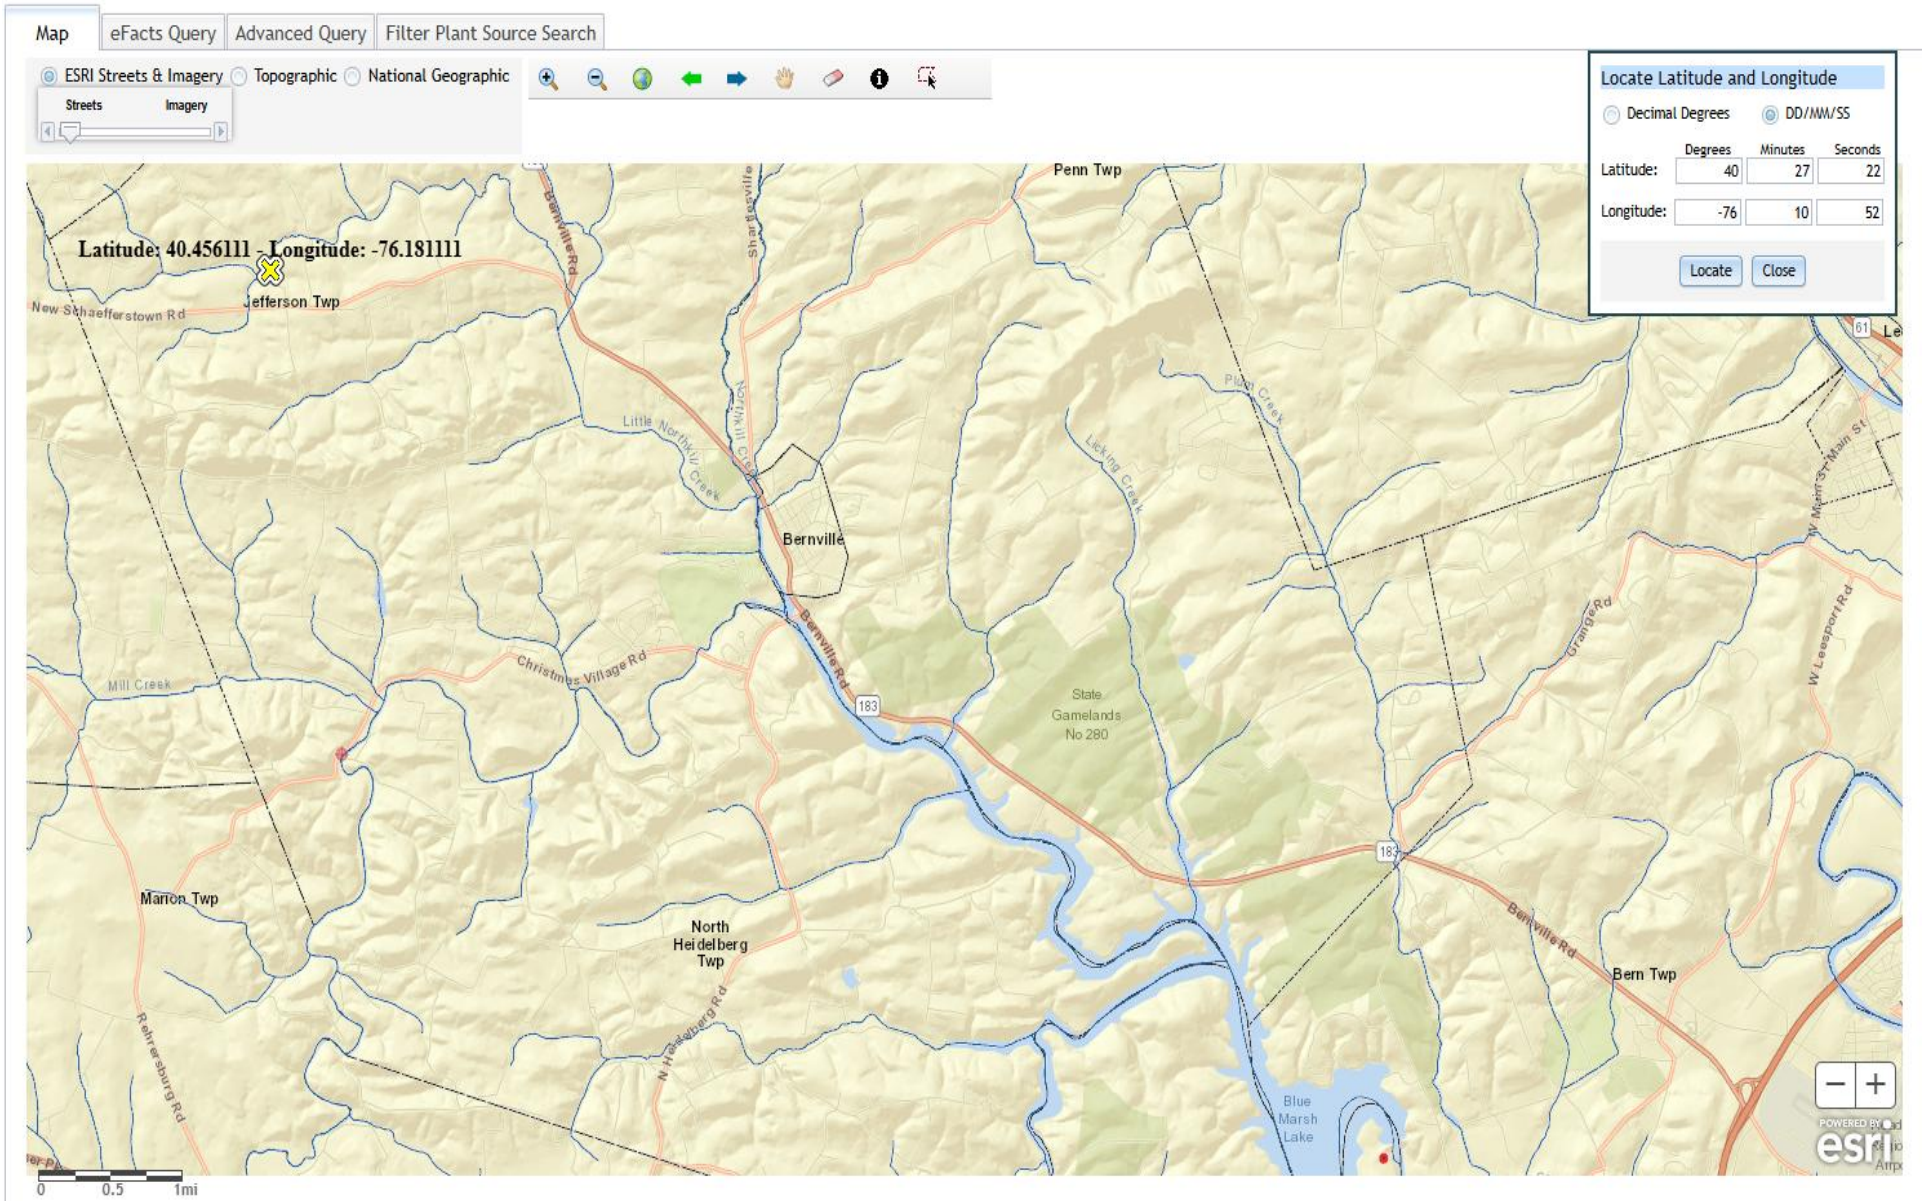 Map eFacts Query Advanced Query Filter Plant Source Search
ESRI Streets & Imagery Topographic National Geographic
Streets Imagery
Locate Latitude and Longitude
Decimal Degrees DD/MM/SS
Degrees Minutes Seconds
Latitude: 40 27 22
Longitude: -76 10 52
Locate Close
Penn Twp
Shartlesville
Bernville Rd
Latitude: 40.456111 - Longitude: -76.181111
Jefferson Twp
New Schaefferstown Rd
61
Plum Creek
Northkill Creek
Little Northkill Creek
Licking Creek
W Main St
Main St
Bernville
Grange Rd
W Leesport Rd
Bernville Rd
Christmas Village Rd
Mill Creek
183
State
Gamelands
No 280
183
Marion Twp
North
Heidelberg
Twp
Bernville Rd
Bern Twp
N Heidelberg Rd
Rehrersburg Rd
Blue
Marsh
Lake
POWERED BY
esri
0 0.5 1mi